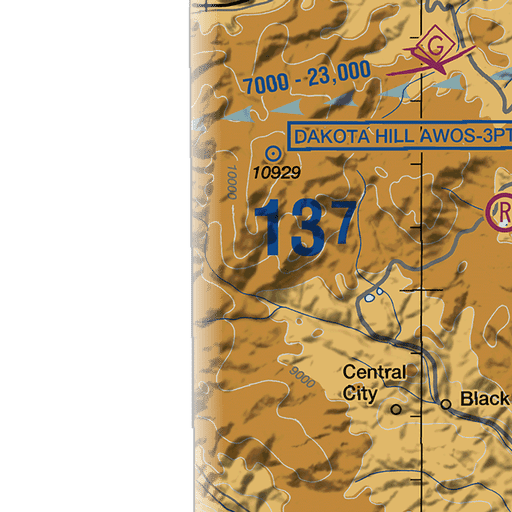 G
7000 - 23,000
DAKOTA HILL AWOS-3PT
10929
10000
R
137
9000
Central
City
Black